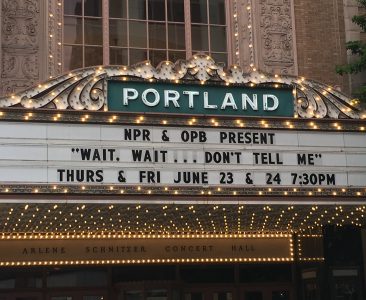 PORTLAND
NPR & OPB PRESENT
"WAIT. WAIT... DON'T TELL ME"
THURS & FRI JUNE 23 & 24 7:30PM
ARLENE SCHNITZER CONCERT HALL